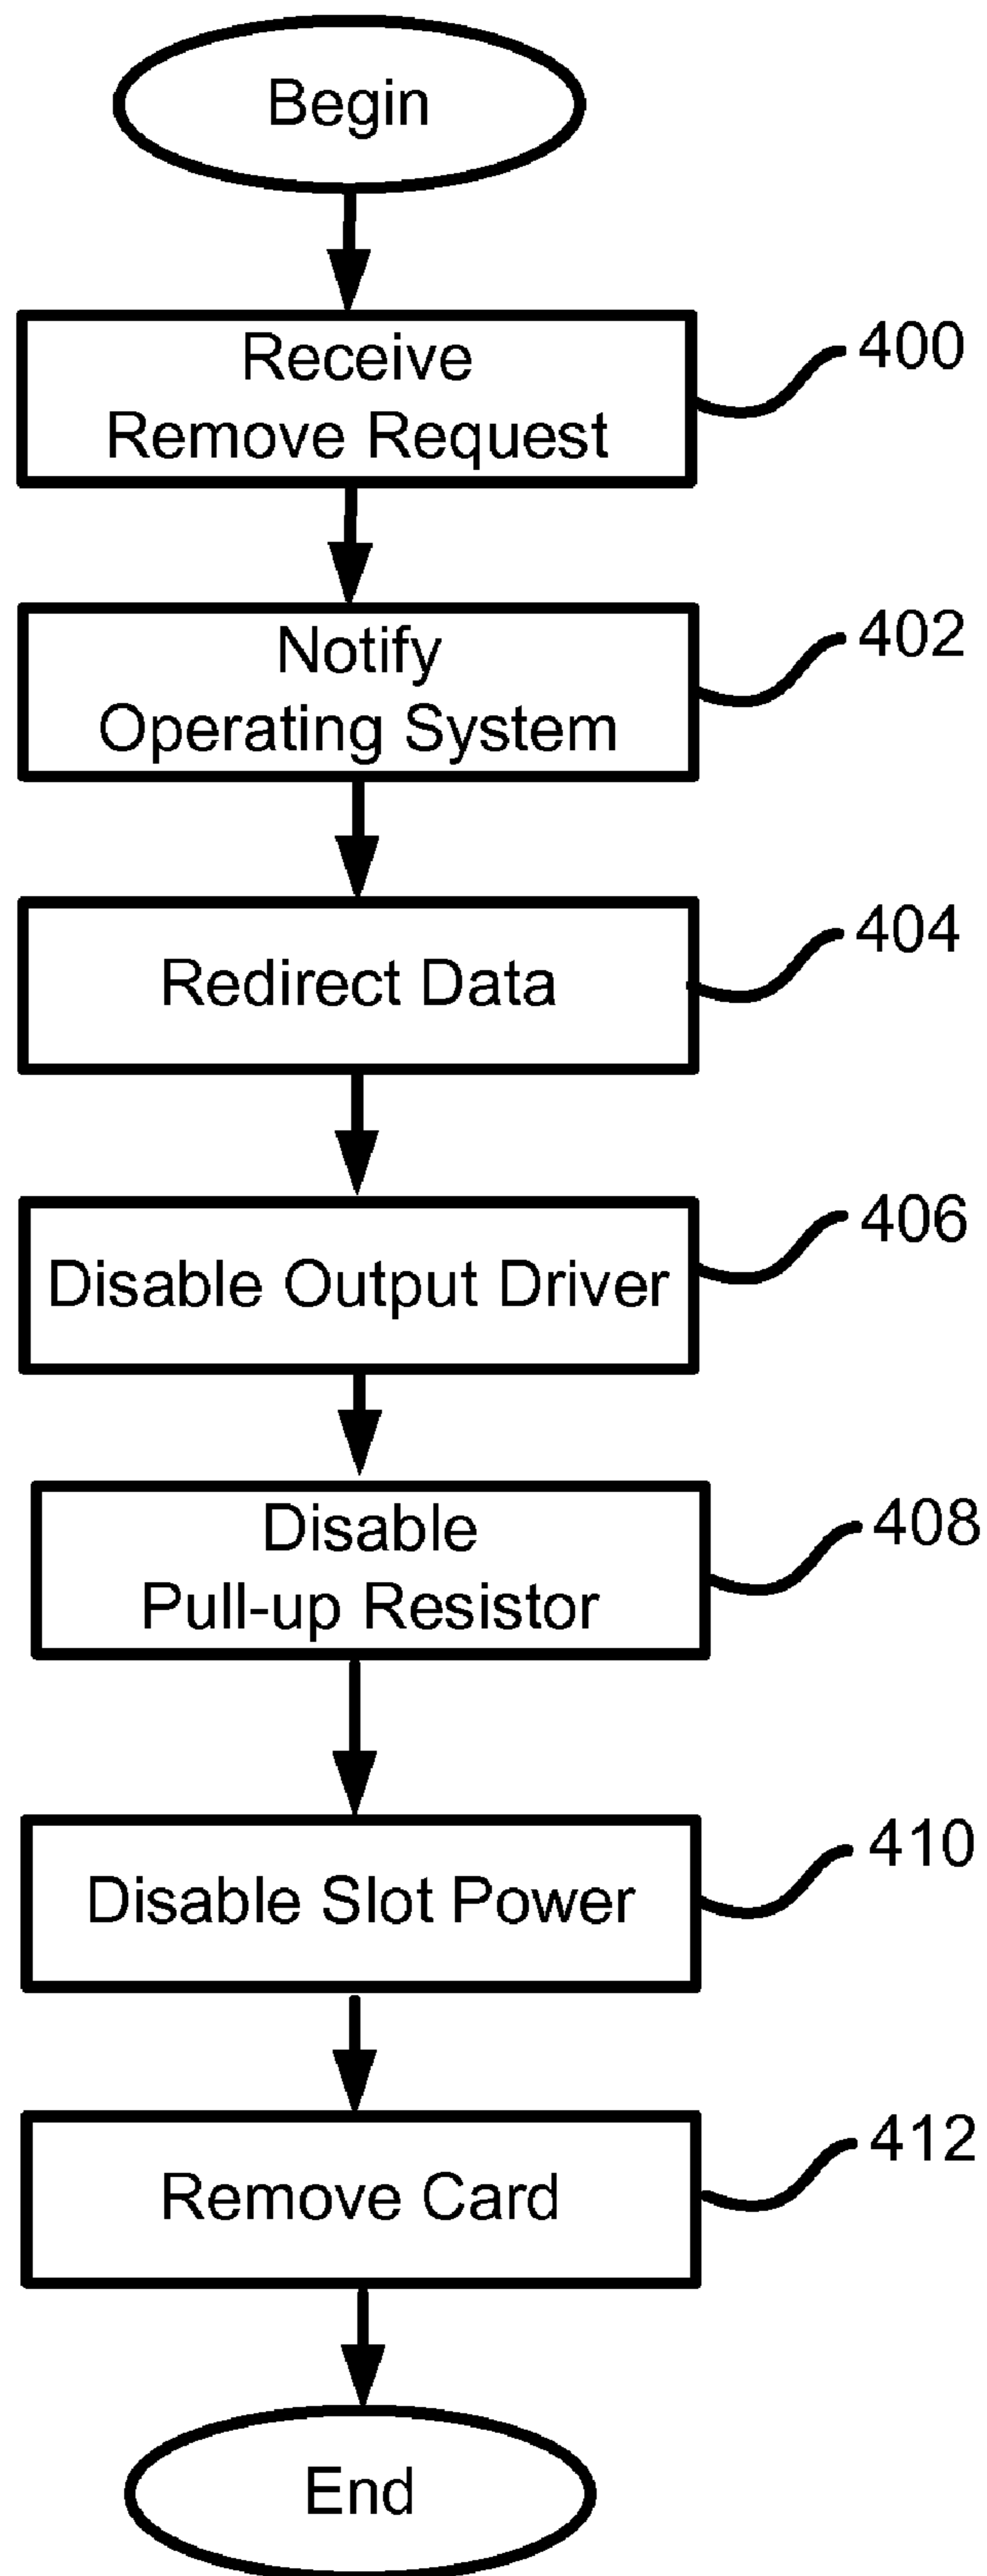 Begin
Receive
Remove Request
400
Notify
Operating System
402
Redirect Data
404
Disable Output Driver
406
Disable
Pull-up Resistor
408
Disable Slot Power
410
Remove Card
412
End